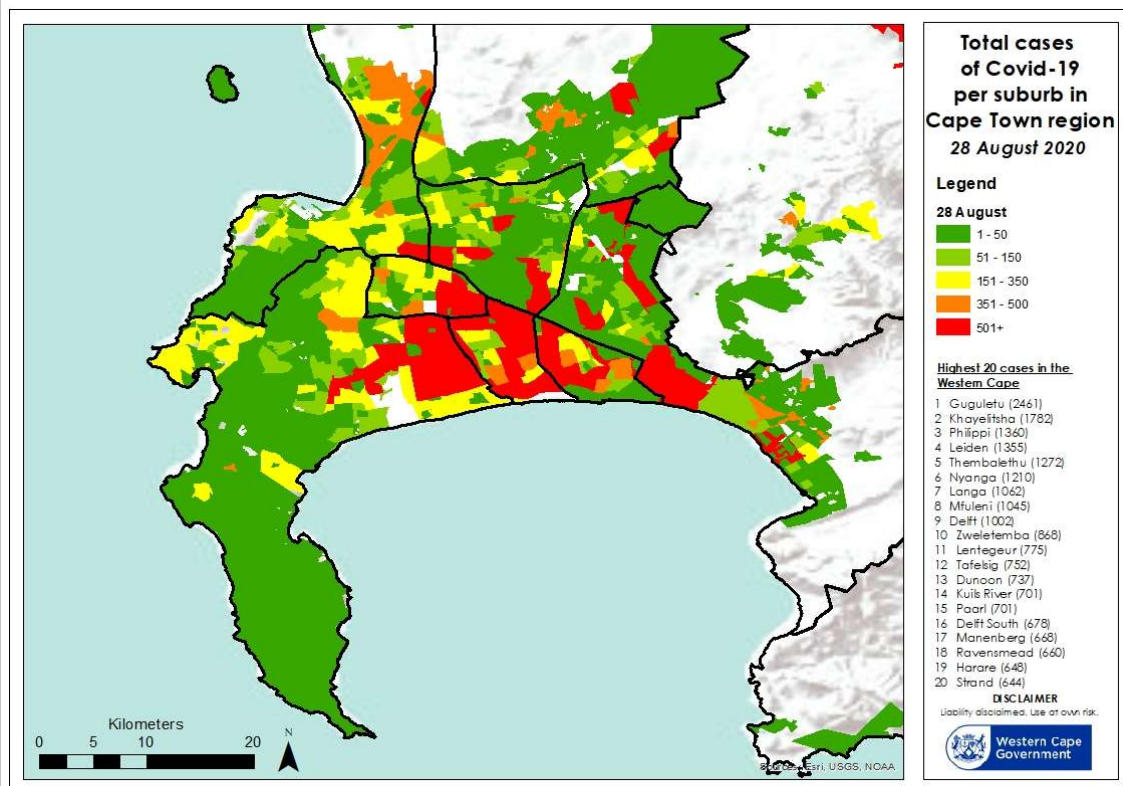 Total cases
of Covid-19
per suburb in
Cape Town region
28 August 2020
Legend
28 August
1 - 50
51 - 150
151 - 350
351 - 500
501+
Highest 20 cases in the
Western Cape
1 Guguletu (2461)
2 Khayelitsha (1782)
3 Philippi (1360)
4 Leiden (1355)
5 Thembalethu (1272)
6 Nyanga (1210)
7 Langa (1062)
8 Mfuleni (1045)
9 Delft (1002)
10 Zweletemba (868)
11 Lentegeur (775)
12 Tafelsig (752)
13 Dunoon (737)
14 Kuils River (701)
15 Paarl (701)
16 Delft South (678)
17 Manenberg (668)
18 Ravensmead (660)
19 Harare (648)
20 Strand (644)
DISCLAIMER
Liability disclaimed. Use at own risk.
Western Cape
Government
Kilometers
0 5 10 20
N
Sources: Esri, USGS, NOAA